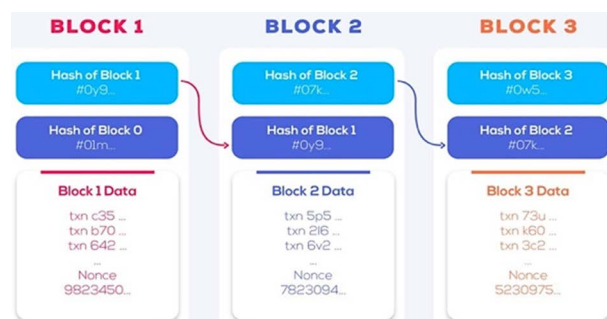 BLOCK 1
Hash of Block 1
#0y9...
Hash of Block 0
#01m...
Block 1 Data
txn c35 ...
txn b70 ...
txn 642 ...
...
Nonce
9823450...
BLOCK 2
Hash of Block 2
#07k...
Hash of Block 1
#0y9...
Block 2 Data
txn 5p5 ...
txn 2l6 ...
txn 6v2 ...
...
Nonce
7823094...
BLOCK 3
Hash of Block 3
#0w5...
Hash of Block 2
#07k...
Block 3 Data
txn 73u ...
txn k60 ...
txn 3c2 ...
...
Nonce
5230975...